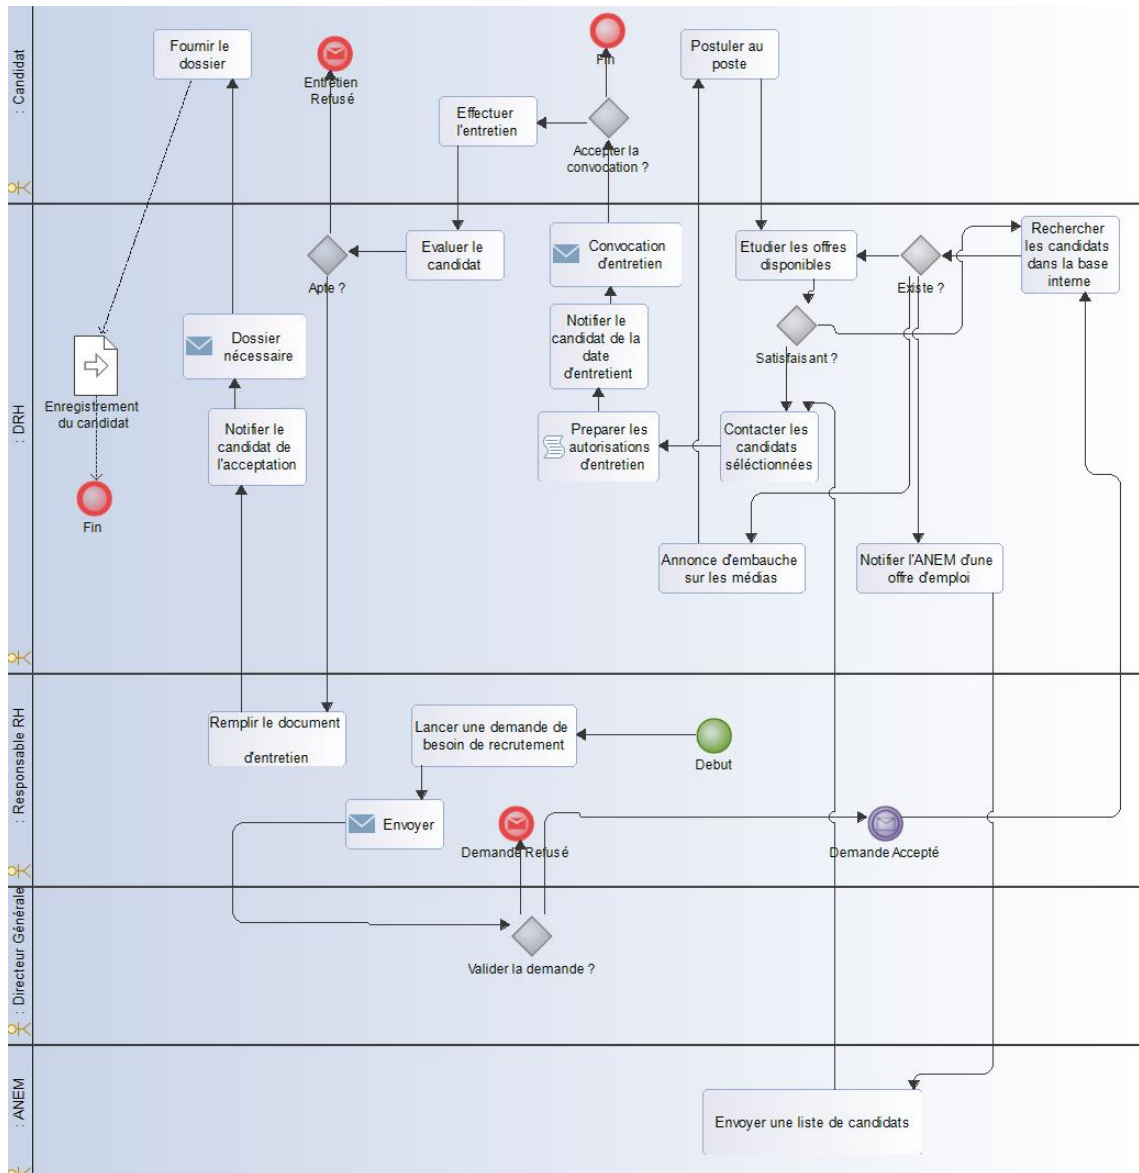 : Candidat
Fournir le
dossier
Entretien
Refusé
Fin
Postuler au
poste
Effectuer
l'entretien
Accepter la
convocation ?
: DRH
Apte ?
Evaluer le
candidat
Convocation
d'entretien
Etudier les offres
disponibles
Existe ?
Rechercher
les candidats
dans la base
interne
Dossier
nécessaire
Notifier le
candidat de la
date
d'entretient
Satisfaisant ?
Enregistrement
du candidat
Notifier le
candidat de
l'acceptation
Preparer les
autorisations
d'entretien
Contacter les
candidats
séléctionnées
Fin
Annonce d'embauche
sur les médias
Notifier l'ANEM d'une
offre d'emploi
: Responsable RH
Remplir le document
d'entretien
Lancer une demande de
besoin de recrutement
Debut
Envoyer
Demande Refusé
Demande Accepté
: Directeur Générale
Valider la demande ?
: ANEM
Envoyer une liste de candidats